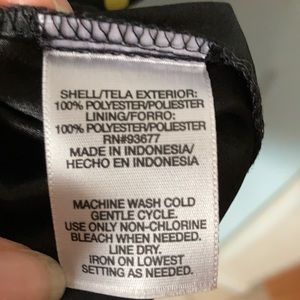 SHELL/TELA EXTERIOR:
100% POLYESTER/POLIESTER
LINING/FORRO:
100% POLYESTER/POLIESTER
RN#93677
MADE IN INDONESIA/
HECHO EN INDONESIA
MACHINE WASH COLD
GENTLE CYCLE.
USE ONLY NON-CHLORINE
BLEACH WHEN NEEDED.
LINE DRY.
IRON ON LOWEST
SETTING AS NEEDED.